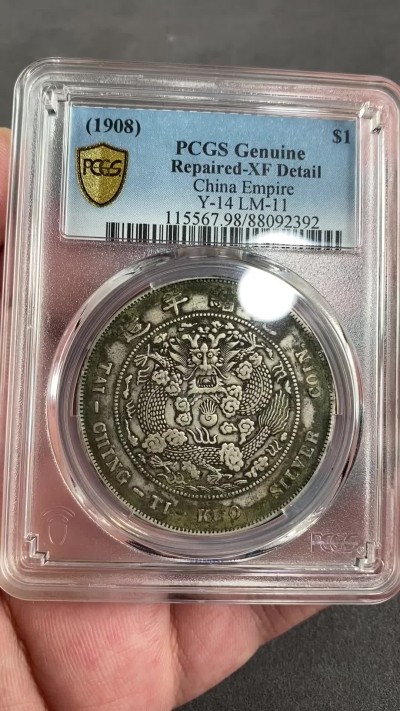 (1908)
$1
PCGS
PCGS Genuine
Repaired-XF Detail
China Empire
Y-14 LM-11
115567.98/88092392
TAI-CHING-TI-KUO SILVER COIN
PCGS